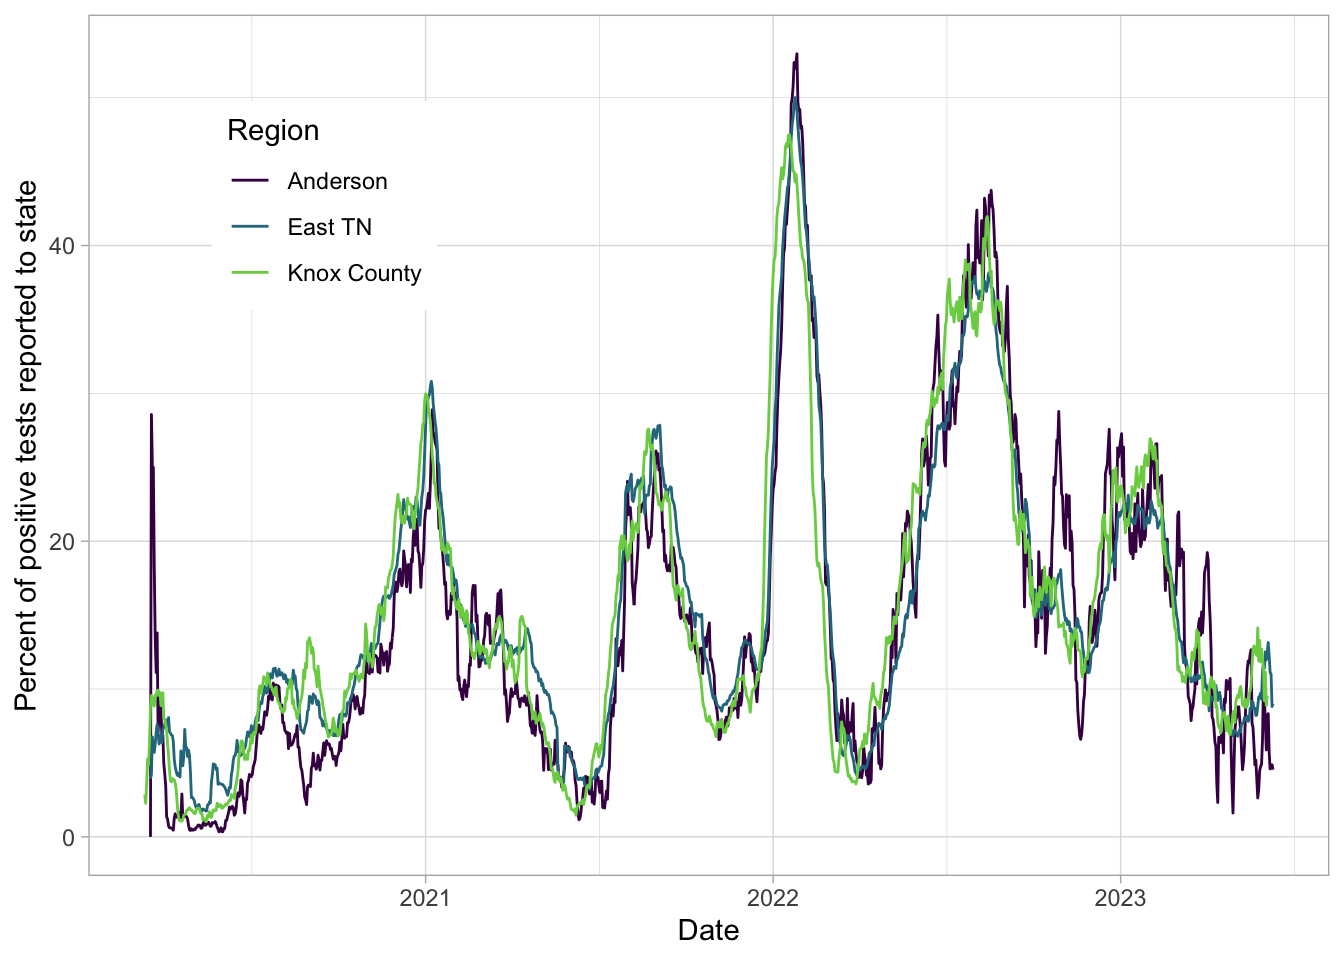 Region
Anderson
East TN
Knox County
Percent of positive tests reported to state
40
20
0
2021 2022 2023
Date